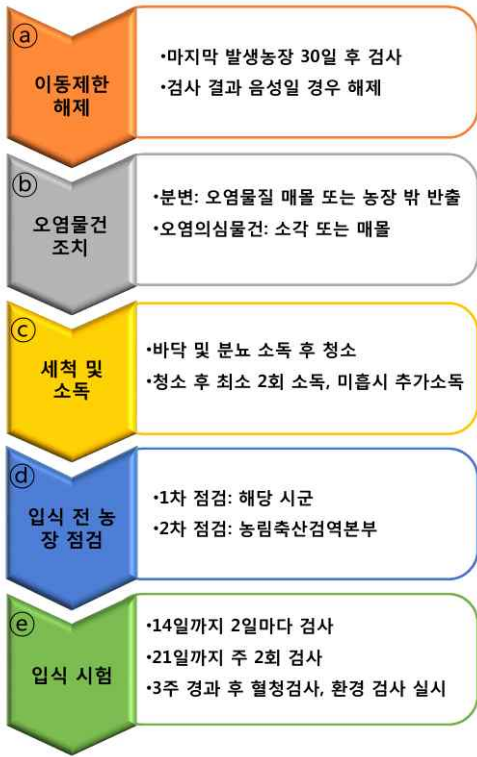 ⓐ
이동제한
해제
•마지막 발생농장 30일 후 검사
•검사 결과 음성일 경우 해제
ⓑ
오염물건
조치
•분변: 오염물질 매몰 또는 농장 밖 반출
•오염의심물건: 소각 또는 매몰
ⓒ
세척 및
소독
•바닥 및 분뇨 소독 후 청소
•청소 후 최소 2회 소독, 미흡시 추가소독
ⓓ
입식 전 농
장 점검
•1차 점검: 해당 시군
•2차 점검: 농림축산검역본부
ⓔ
입식 시험
•14일까지 2일마다 검사
•21일까지 주 2회 검사
•3주 경과 후 혈청검사, 환경 검사 실시